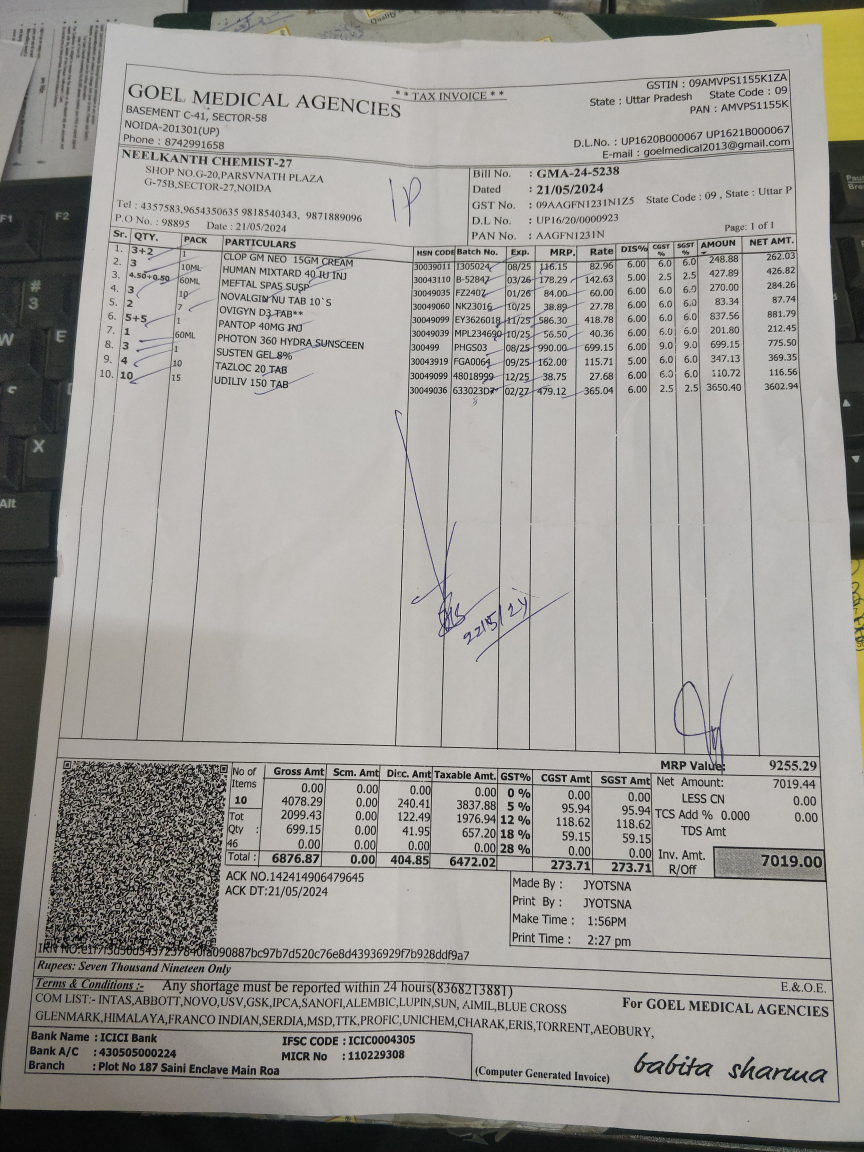 ** TAX INVOICE **
GOEL MEDICAL AGENCIES
BASEMENT C-41, SECTOR-58
NOIDA-201301(UP)
Phone : 8742991658
GSTIN : 09AMVPS1155K1ZA
State : Uttar Pradesh State Code : 09
PAN : AMVPS1155K
D.L.No. : UP1620B000067 UP1621B000067
E-mail : goelmedical2013@gmail.com
NEELKANTH CHEMIST-27
SHOP NO.G-20,PARSVNATH PLAZA
G-75B,SECTOR-27,NOIDA
Tel : 4357583,9654350635 9818540343, 9871889096
P.O No. : 98895 Date : 21/05/2024
IP
Bill No. : GMA-24-5238
Dated : 21/05/2024
GST No. : 09AAGFN1231N1Z5 State Code : 09 , State : Uttar P
D.L No. : UP16/20/0000923
PAN No. : AAGFN1231N
Page: 1 of 1
Sr. QTY. PACK PARTICULARS HSN CODE Batch No. Exp. MRP. Rate DIS% CGST % SGST % AMOUN NET AMT.
1. 3+2 1 CLOP GM NEO 15GM CREAM 30039011 I305024 08/25 116.15 82.96 6.00 6.0 6.0 248.88 262.03
2. 3 10ML HUMAN MIXTARD 40 IU INJ 30043110 B-52847 03/26 178.29 142.63 5.00 2.5 2.5 427.89 426.82
3. 4.50+0.50 60ML MEFTAL SPAS SUSP 30049035 FZ2402 01/26 84.00 60.00 6.00 6.0 6.0 270.00 284.26
4. 3 10 NOVALGIN NU TAB 10`S 30049060 NK23016 10/25 38.89 27.78 6.00 6.0 6.0 83.34 87.74
5. 2 7 OVIGYN D3 TAB** 30049099 EY3626018 11/25 586.30 418.78 6.00 6.0 6.0 837.56 881.79
6. 5+5 1 PANTOP 40MG INJ 30049039 MPL234690 10/25 56.50 40.36 6.00 6.0 6.0 201.80 212.45
7. 1 60ML PHOTON 360 HYDRA SUNSCEEN 300499 PHGS03 08/25 990.00 699.15 6.00 9.0 9.0 699.15 775.50
8. 3 1 SUSTEN GEL 8% 30043919 FGA0064 09/25 162.00 115.71 5.00 6.0 6.0 347.13 369.35
9. 4 10 TAZLOC 20 TAB 30049099 48018999 12/25 38.75 27.68 6.00 6.0 6.0 110.72 116.56
10. 10 15 UDILIV 150 TAB 30049036 633023D7 02/27 479.12 365.04 6.00 2.5 2.5 3650.40 3602.94
22/5/24
No of Items 10 Tot Qty : 46
Gross Amt Scm. Amt Disc. Amt Taxable Amt. GST% CGST Amt SGST Amt
0.00 0.00 0.00 0.00 0 % 0.00 0.00
4078.29 0.00 240.41 3837.88 5 % 95.94 95.94
2099.43 0.00 122.49 1976.94 12 % 118.62 118.62
699.15 0.00 41.95 657.20 18 % 59.15 59.15
0.00 0.00 0.00 0.00 28 % 0.00 0.00
Total : 6876.87 0.00 404.85 6472.02 273.71 273.71
MRP Value: 9255.29
Net Amount: 7019.44
LESS CN 0.00
TCS Add % 0.000 0.00
TDS Amt
Inv. Amt. R/Off 7019.00
ACK NO.142414906479645
ACK DT:21/05/2024
Made By : JYOTSNA
Print By : JYOTSNA
Make Time : 1:56PM
Print Time : 2:27 pm
Rupees: Seven Thousand Nineteen Only
E.&O.E.
Terms & Conditions :- Any shortage must be reported within 24 hours(8368213881)
COM LIST:- INTAS,ABBOTT,NOVO,USV,GSK,IPCA,SANOFI,ALEMBIC,LUPIN,SUN, AIMIL,BLUE CROSS
GLENMARK,HIMALAYA,FRANCO INDIAN,SERDIA,MSD,TTK,PROFIC,UNICHEM,CHARAK,ERIS,TORRENT,AEOBURY,
For GOEL MEDICAL AGENCIES
Bank Name : ICICI Bank IFSC CODE : ICIC0004305
Bank A/C : 430505000224 MICR No : 110229308
Branch : Plot No 187 Saini Enclave Main Roa
(Computer Generated Invoice)
babita sharma